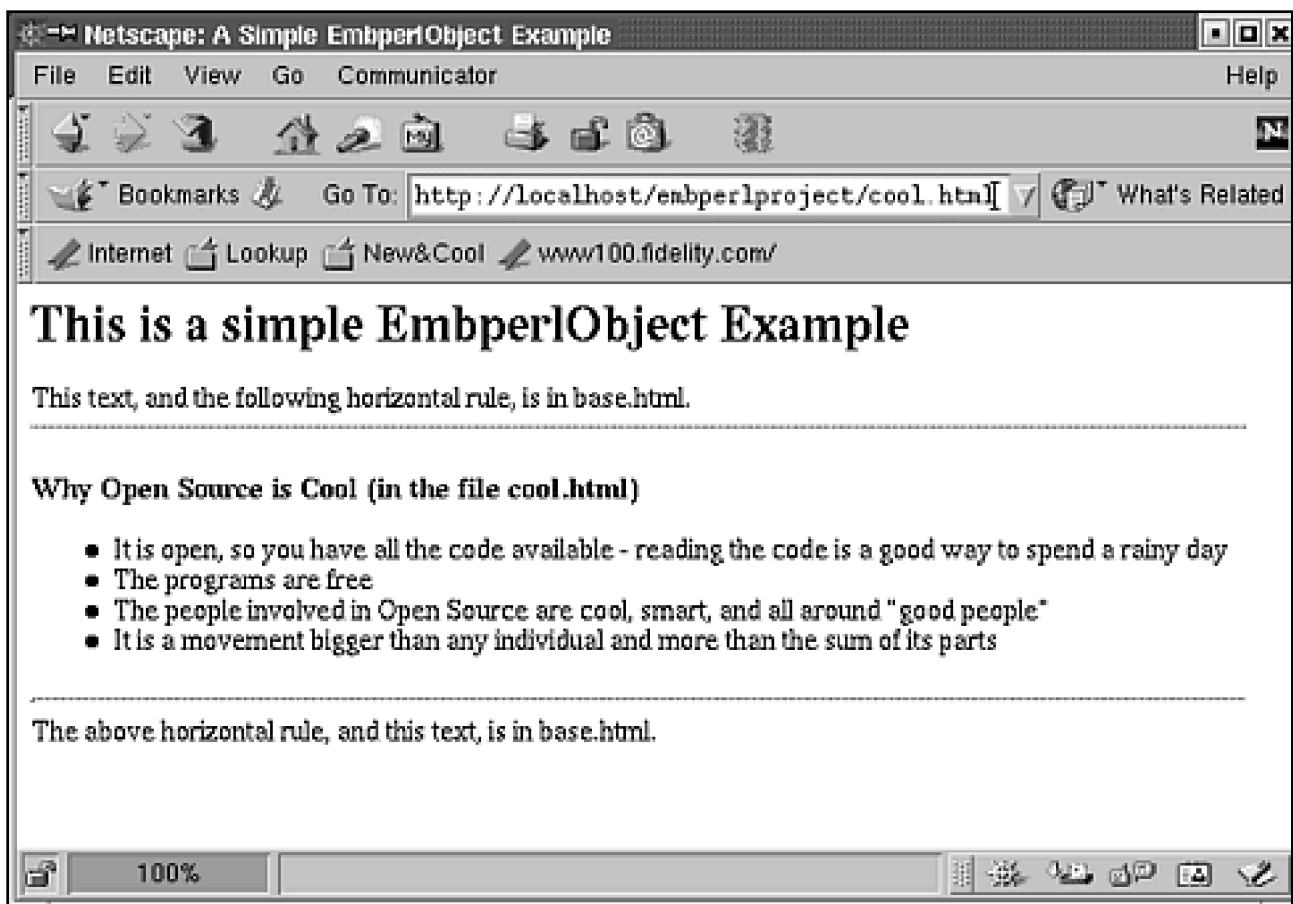 Netscape: A Simple EmbperlObject Example
File Edit View Go Communicator Help
My @ N
Bookmarks Go To: http://localhost/embperlproject/cool.html What's Related
Internet Lookup New&Cool www100.fidelity.com/
This is a simple EmbperlObject Example
This text, and the following horizontal rule, is in base.html.
Why Open Source is Cool (in the file cool.html)
It is open, so you have all the code available - reading the code is a good way to spend a rainy day
The programs are free
The people involved in Open Source are cool, smart, and all around "good people"
It is a movement bigger than any individual and more than the sum of its parts
The above horizontal rule, and this text, is in base.html.
100%